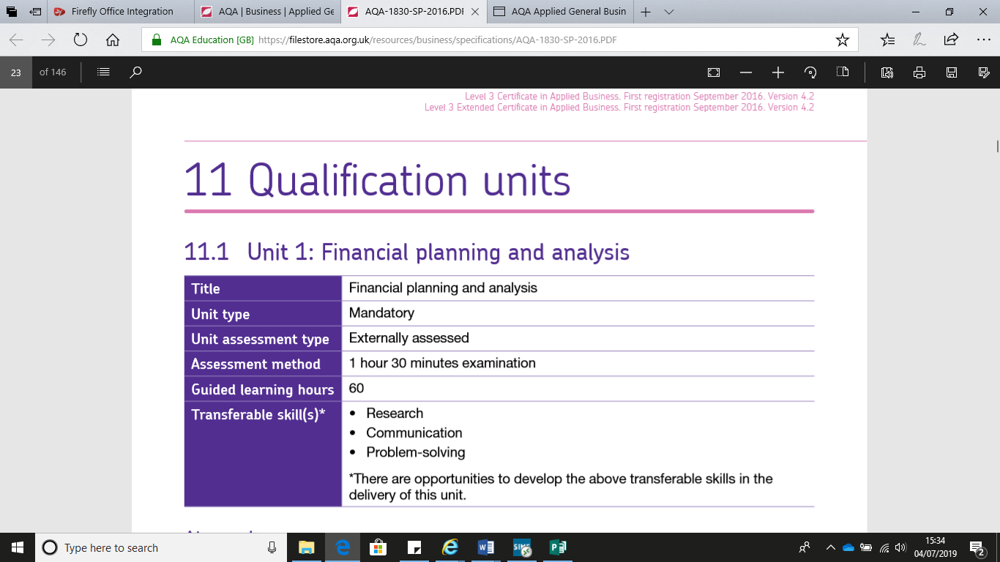 Firefly Office Integration
AQA | Business | Applied Ge
AQA-1830-SP-2016.PDF
AQA Applied General Busin
AQA Education [GB] https://filestore.aqa.org.uk/resources/business/specifications/AQA-1830-SP-2016.PDF
23 of 146
Level 3 Certificate in Applied Business. First registration September 2016. Version 4.2
Level 3 Extended Certificate in Applied Business. First registration September 2016. Version 4.2
11 Qualification units
11.1 Unit 1: Financial planning and analysis
Title Financial planning and analysis
Unit type Mandatory
Unit assessment type Externally assessed
Assessment method 1 hour 30 minutes examination
Guided learning hours 60
Transferable skill(s)* • Research
• Communication
• Problem-solving
*There are opportunities to develop the above transferable skills in the
delivery of this unit.
Type here to search
SIMS
15:34
04/07/2019
2